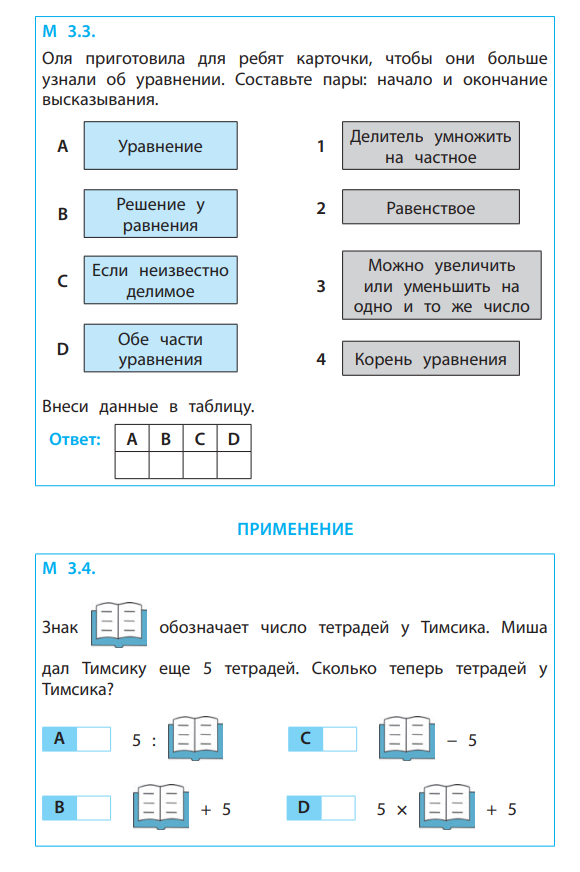 М 3.3.
Оля приготовила для ребят карточки, чтобы они больше
узнали об уравнении. Составьте пары: начало и окончание
высказывания.
A Уравнение
1 Делитель умножить
на частное
B Решение у
равнения
2 Равенствое
C Если неизвестно
делимое
3 Можно увеличить
или уменьшить на
одно и то же число
D Обе части
уравнения
4 Корень уравнения
Внеси данные в таблицу.
Ответ: A B C D
ПРИМЕНЕНИЕ
М 3.4.
Знак обозначает число тетрадей у Тимсика. Миша
дал Тимсику еще 5 тетрадей. Сколько теперь тетрадей у
Тимсика?
A 5 :
C − 5
B + 5
D 5 × + 5